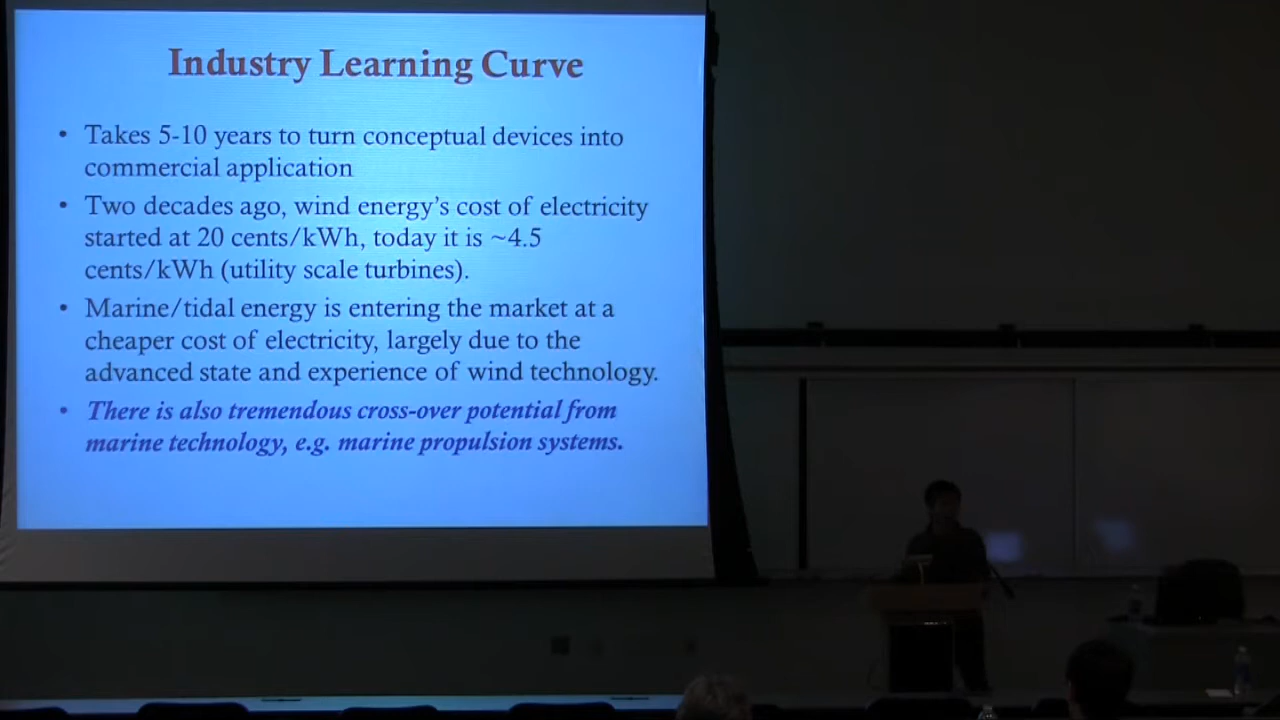 Industry Learning Curve
• Takes 5-10 years to turn conceptual devices into
commercial application
• Two decades ago, wind energy's cost of electricity
started at 20 cents/kWh, today it is ~4.5
cents/kWh (utility scale turbines).
• Marine/tidal energy is entering the market at a
cheaper cost of electricity, largely due to the
advanced state and experience of wind technology.
• There is also tremendous cross-over potential from
marine technology, e.g. marine propulsion systems.